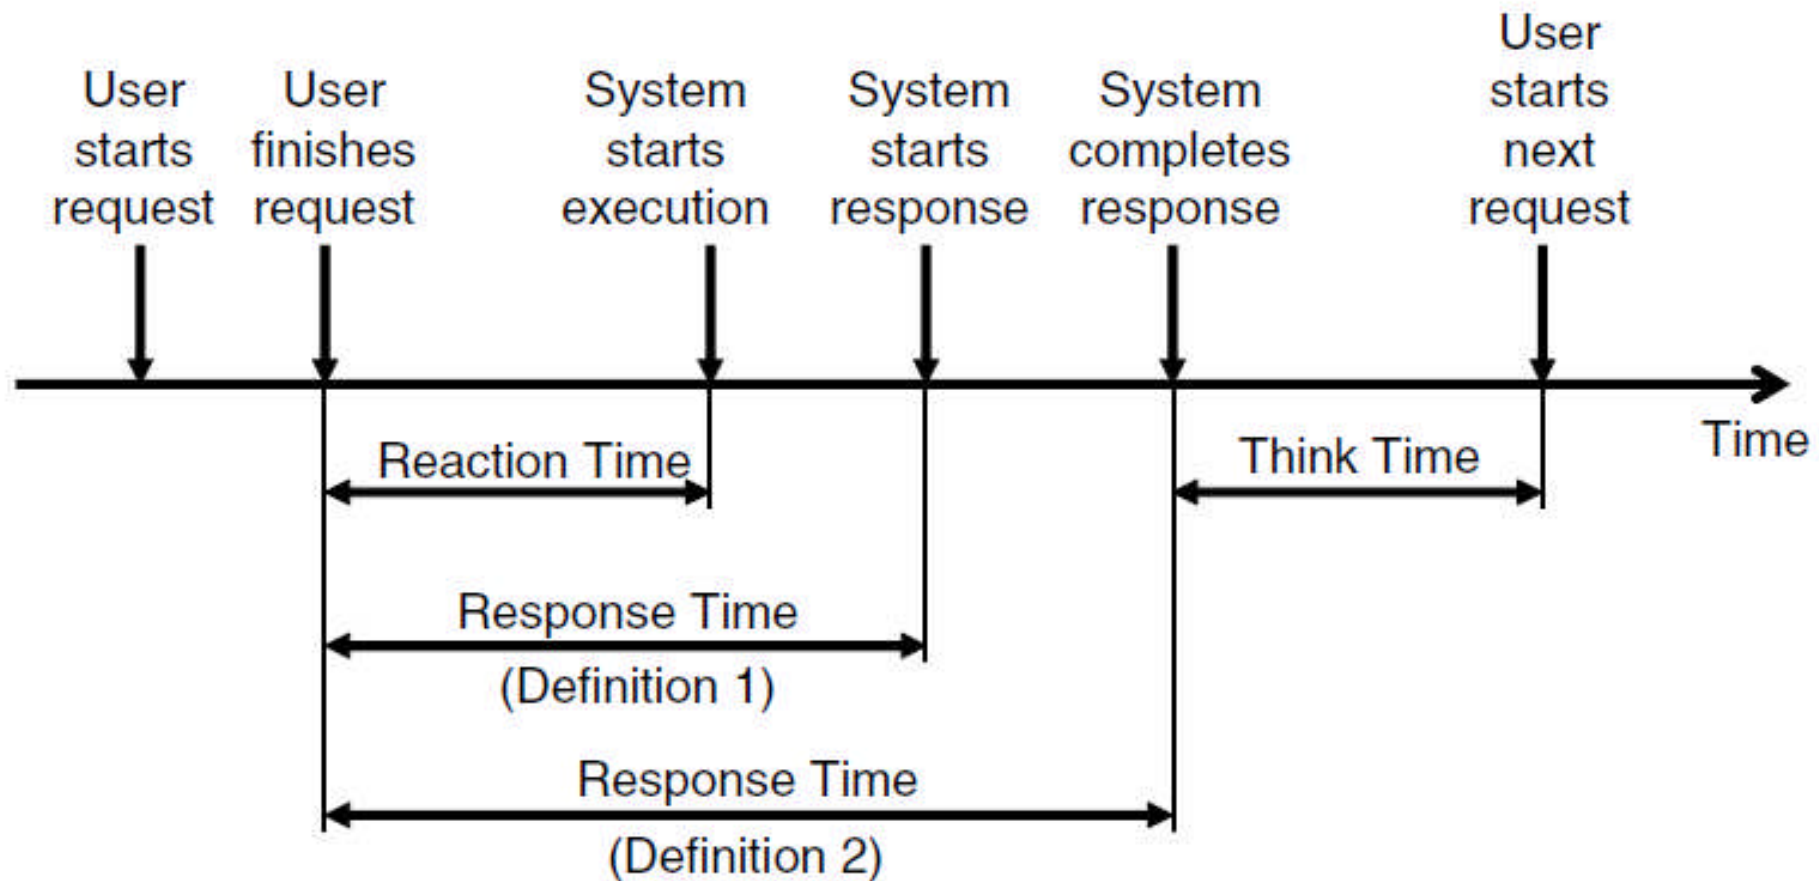 User
starts
request
User
finishes
request
System
starts
execution
System
starts
response
System
completes
response
User
starts
next
request
Time
Reaction Time
Think Time
Response Time
(Definition 1)
Response Time
(Definition 2)